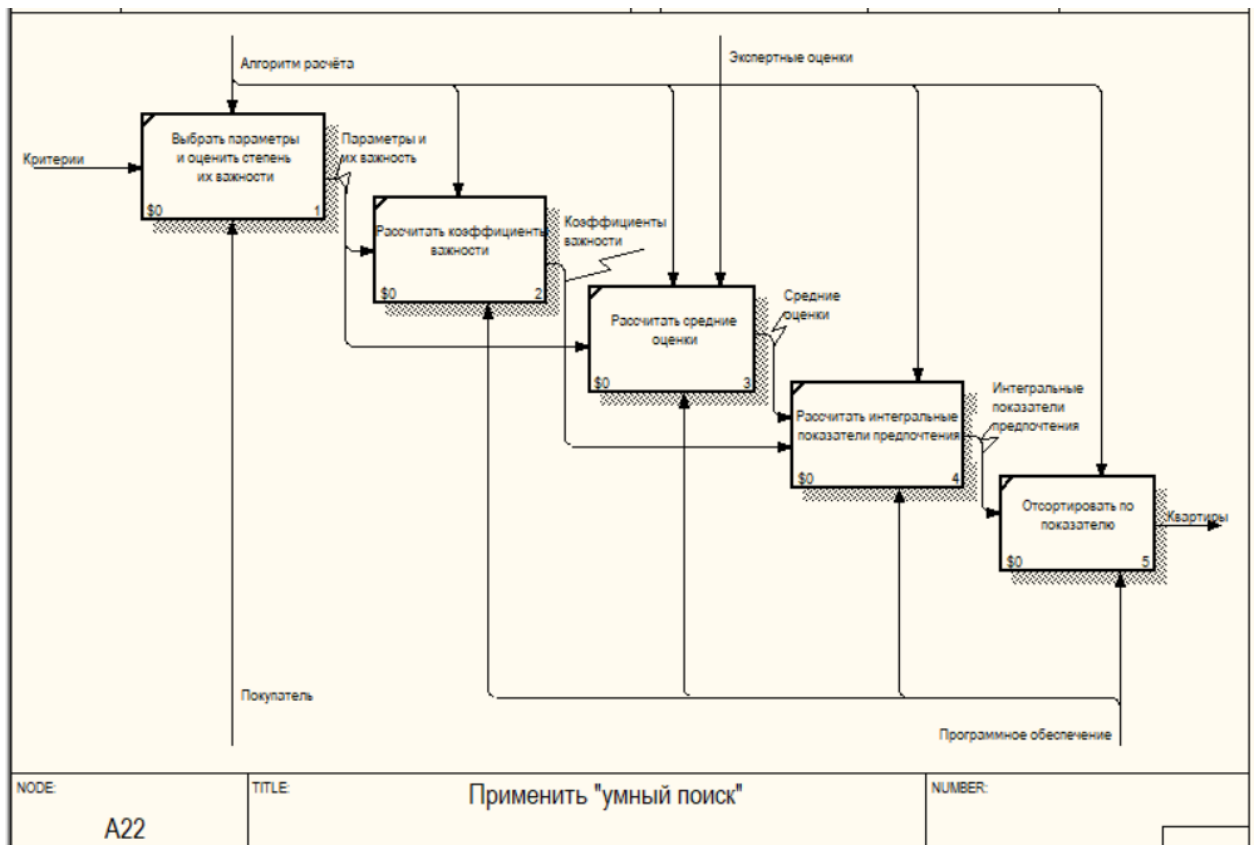 Алгоритм расчёта
Экспертные оценки
Критерии
Выбрать параметры
и оценить степень
их важности
$0
1
Параметры и
их важность
Рассчитать коэффициенты
важности
$0
2
Коэффициенты
важности
Рассчитать средние
оценки
$0
3
Средние
оценки
Рассчитать интегральные
показатели предпочтения
$0
4
Интегральные
показатели
предпочтения
Отсортировать по
показателю
$0
5
Квартиры
Покупатель
Программное обеспечение
NODE:
A22
TITLE:
Применить "умный поиск"
NUMBER: